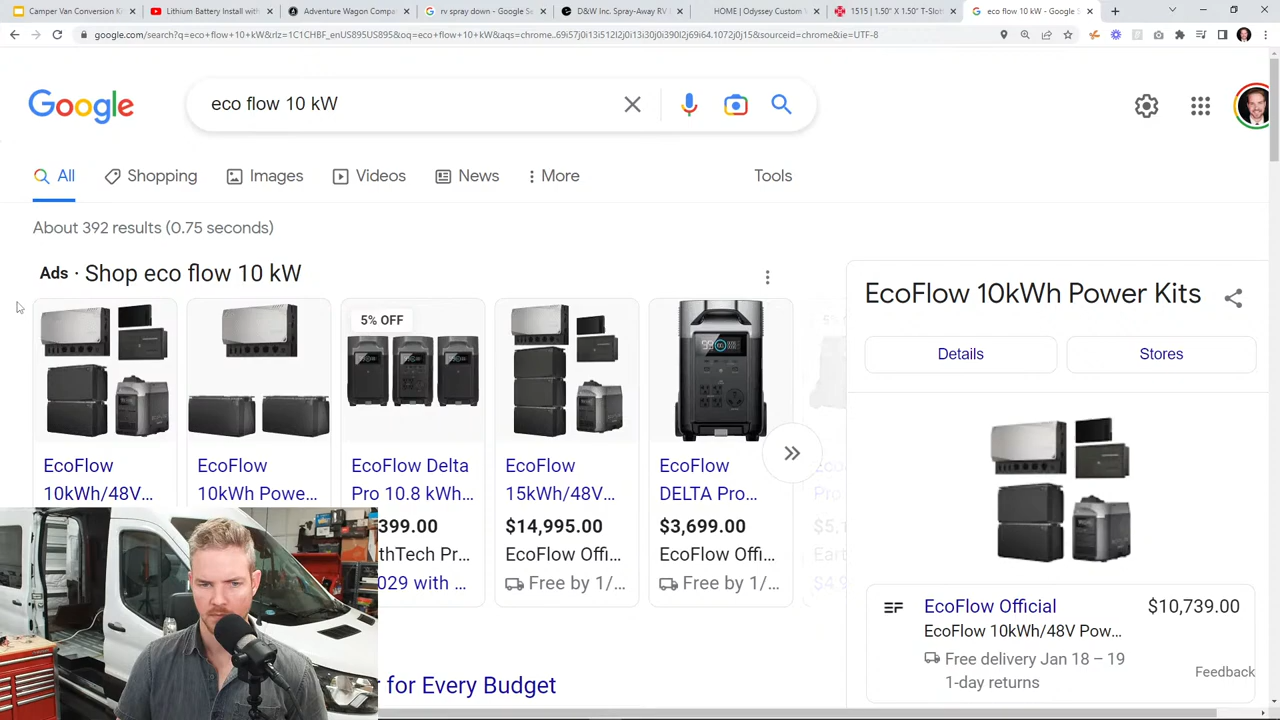 Camper Van Conversion Ki
Lithium Battery Install with
Adventure Wagon Compa
rv spray down - Google Se
D&W Inc. Spray-Away RV
HOME | Odyssey Custom
1515 | 1.50" X 1.50" T-Slot
eco flow 10 kW - Google S
google.com/search?q=eco+flow+10+kW&rlz=1C1CHBF_enUS895US895&oq=eco+flow+10+kW&aqs=chrome..69i57j0i13i512l2j0i13i30j0i390l2j69i64.1072j0j15&sourceid=chrome&ie=UTF-8
Google
eco flow 10 kW
All
Shopping
Images
Videos
News
More
Tools
About 392 results (0.75 seconds)
Ads · Shop eco flow 10 kW
5% OFF
EcoFlow 10kWh Power Kits
Details
Stores
EcoFlow
10kWh/48V...
EcoFlow
10kWh Powe...
EcoFlow Delta
Pro 10.8 kWh...
399.00
thTech Pr...
029 with ...
EcoFlow
15kWh/48V...
$14,995.00
EcoFlow Offi...
Free by 1/...
EcoFlow
DELTA Pro...
$3,699.00
EcoFlow Offi...
Free by 1/...
EcoFlow Official
$10,739.00
EcoFlow 10kWh/48V Pow...
Free delivery Jan 18 – 19
1-day returns
Feedback
for Every Budget